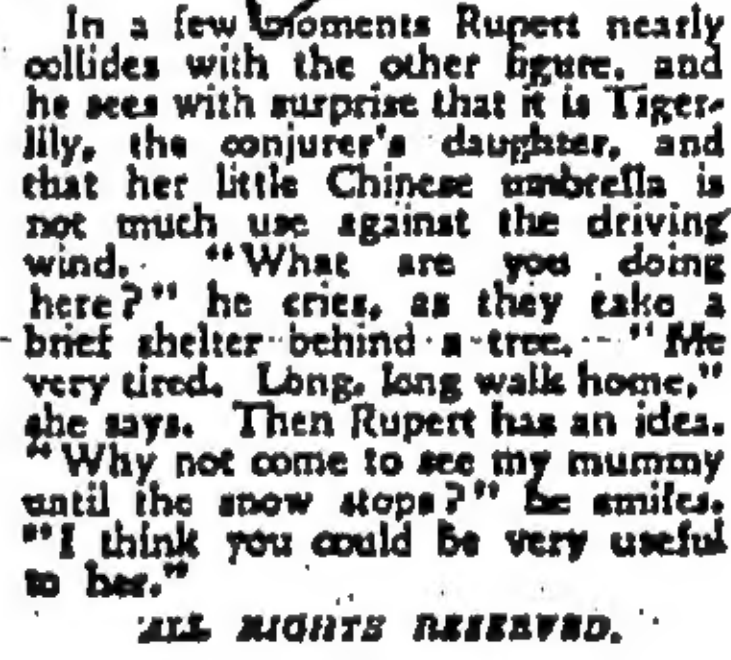 In a few moments Rupert nearly
collides with the other figure, and
he sees with surprise that it is Tiger-
lily, the conjurer's daughter, and
that her little Chinese umbrella is
not much use against the driving
wind. "What are you doing
here?" he cries, as they take a
brief shelter behind a tree. "Me
very tired. Long, long walk home,"
she says. Then Rupert has an idea.
"Why not come to see my mummy
until the snow stops?" he smiles.
"I think you could be very useful
to her."
ALL RIGHTS RESERVED.